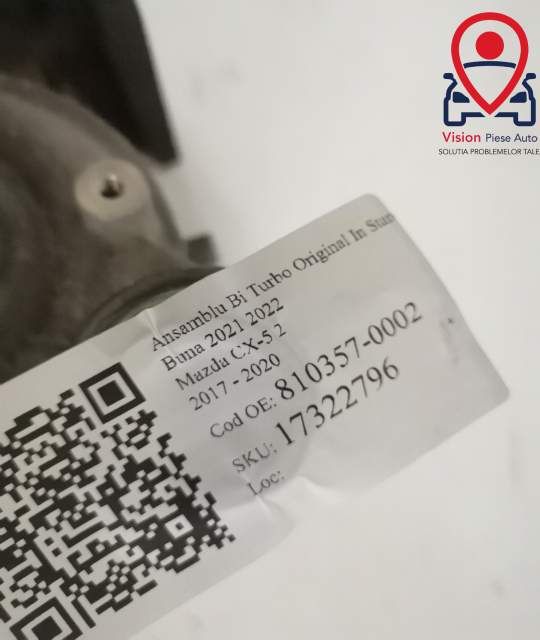 Vision Piese Auto
SOLUTIA PROBLEMELOR TALE
Ansamblu Bi Turbo Original In Star
Buna 2021 2022
Mazda CX-5.2
2017 - 2020
Cod OE: 810357-0002
SKU: 17322796
Loc: